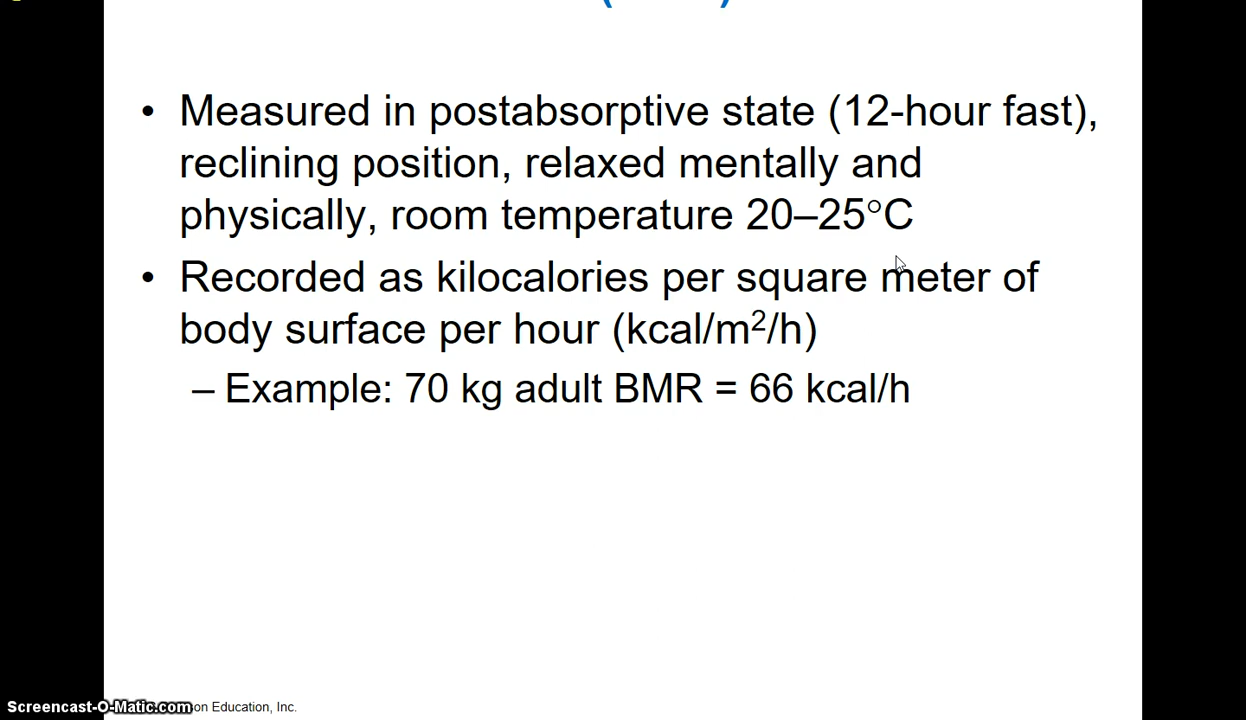 • Measured in postabsorptive state (12-hour fast),
reclining position, relaxed mentally and
physically, room temperature 20–25°C
• Recorded as kilocalories per square meter of
body surface per hour (kcal/m²/h)
– Example: 70 kg adult BMR = 66 kcal/h
Screencast-O-Matic.com
Education, Inc.